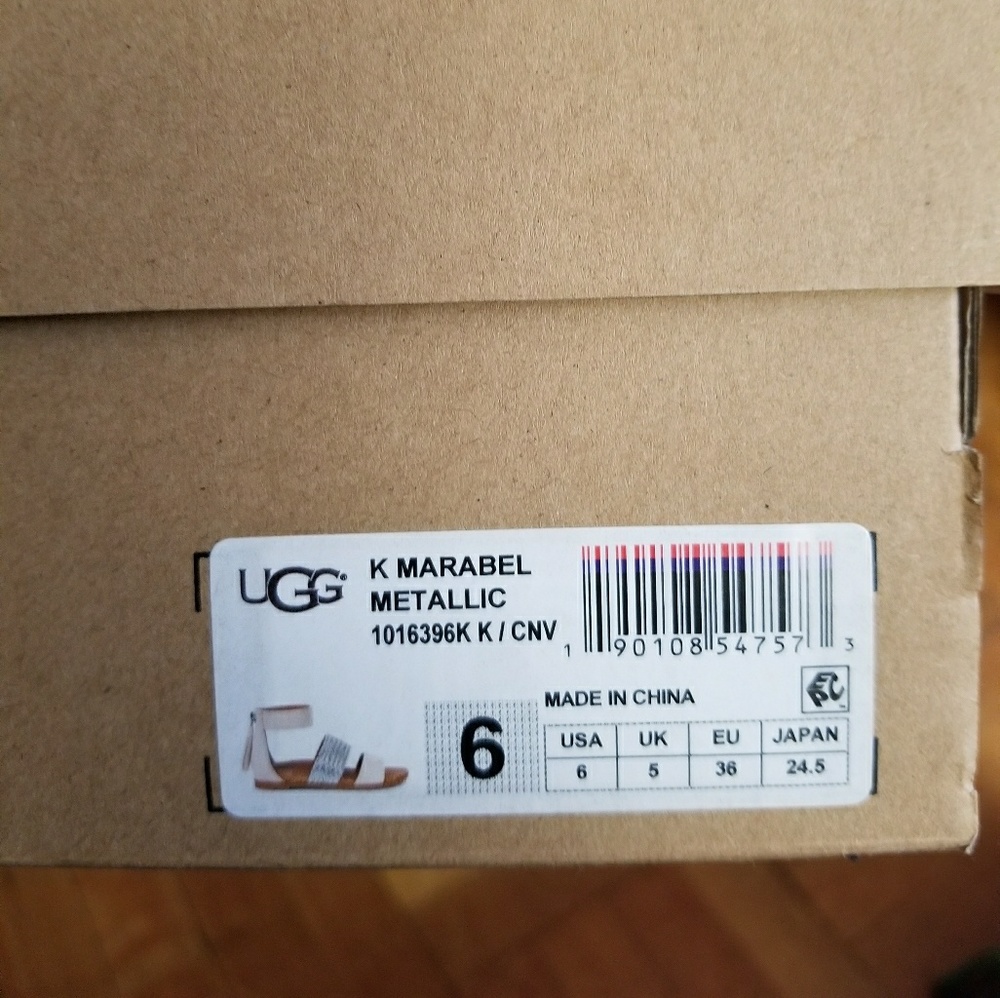 UGG®
K MARABEL
METALLIC
1016396K K / CNV
1 90108 54757 3
MADE IN CHINA
EPC™
6
USA UK EU JAPAN
6 5 36 24.5